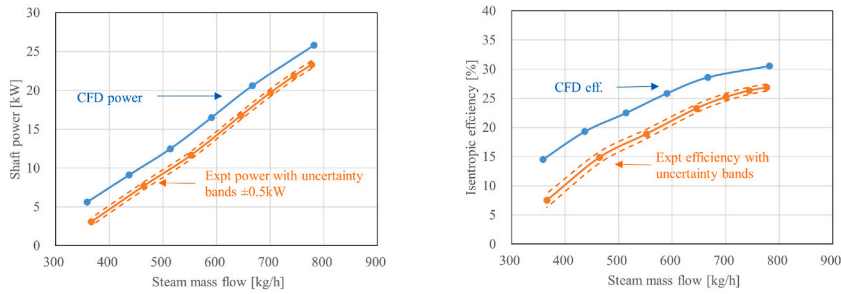 30
25
20
15
10
5
0
Shaft power [kW]
CFD power
Expt power with uncertainty
bands ±0.5kW
300 400 500 600 700 800 900
Steam mass flow [kg/h]
40
35
30
25
20
15
10
5
0
Isentropic efficiency [%]
CFD eff.
Expt efficiency with
uncertainty bands
300 400 500 600 700 800 900
Steam mass flow [kg/h]